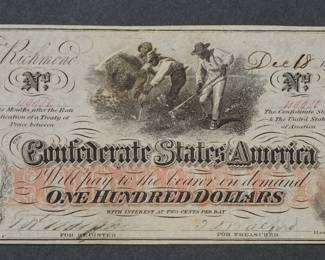 Richmond
Dec 18
No
No
Months after the Rati
fication of a Treaty of
Peace between
The Confederate Sta
& The United States
of America
Confederate States America
Will pay to the bearer on demand
ONE HUNDRED DOLLARS
WITH INTEREST AT TWO CENTS PER DAY
FOR REGISTER
FOR TREASURER